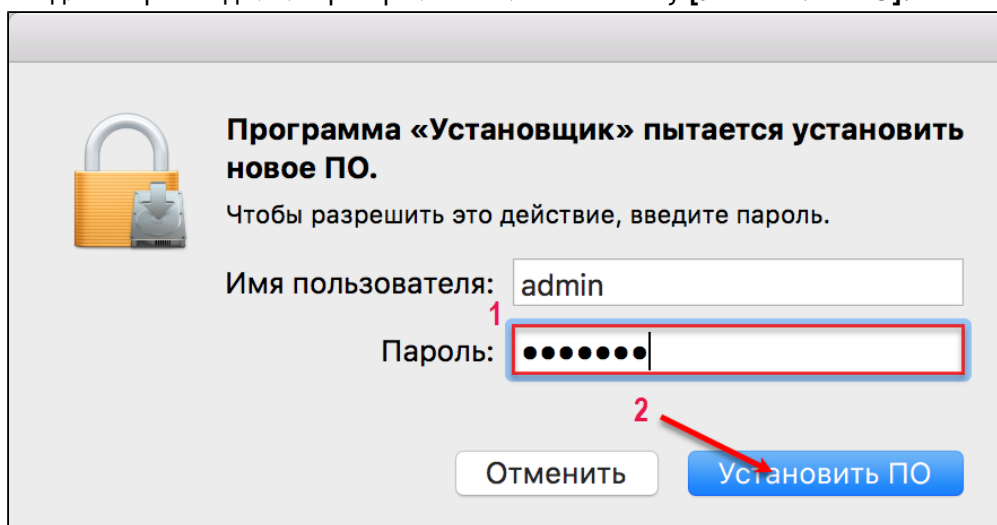 Программа «Установщик» пытается установить
новое ПО.
Чтобы разрешить это действие, введите пароль.
Имя пользователя: admin
1
Пароль: •••••••
2
Отменить Установить ПО